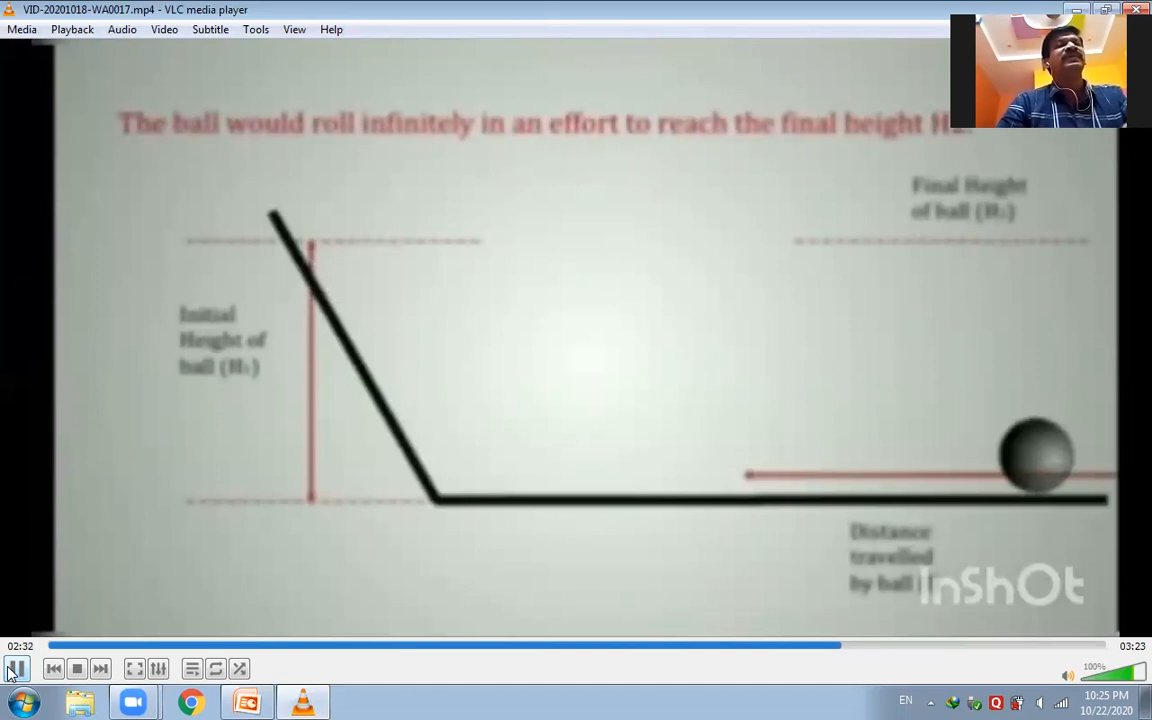 VID-20201018-WA0017.mp4 - VLC media player
Media Playback Audio Video Subtitle Tools View Help
The ball would roll infinitely in an effort to reach the final height
Final Height
of ball (H₂)
Initial
Height of
ball (H₁)
Distance
travelled
by ball
InShOt
02:32
03:23
100%
EN
10:25 PM
10/22/2020